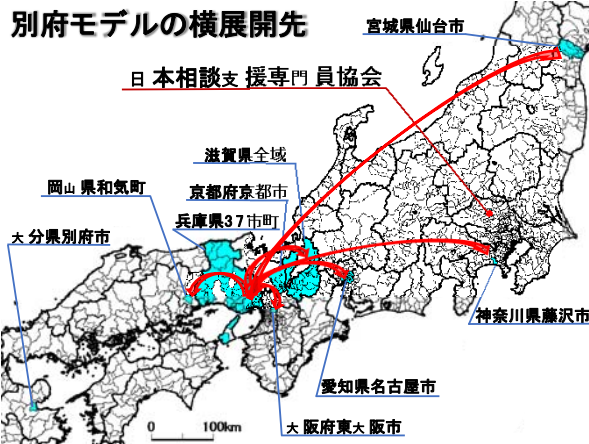 別府モデルの横展開先
宮城県仙台市
日本相談支援専門員協会
滋賀県全域
岡山県和気町
京都府京都市
兵庫県37市町
大分県別府市
神奈川県藤沢市
愛知県名古屋市
大阪府東大阪市
0 100km